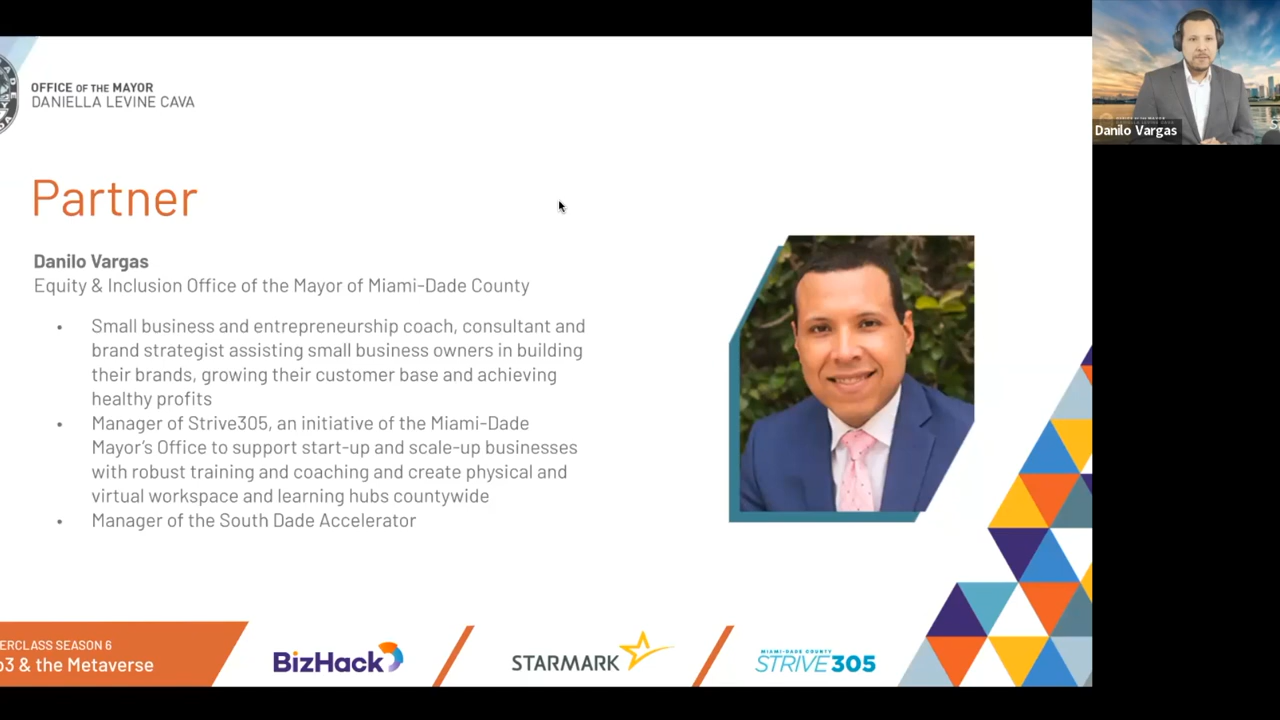 OFFICE OF THE MAYOR
DANIELLA LEVINE CAVA
Danilo Vargas
Partner
Danilo Vargas
Equity & Inclusion Office of the Mayor of Miami-Dade County
• Small business and entrepreneurship coach, consultant and
brand strategist assisting small business owners in building
their brands, growing their customer base and achieving
healthy profits
• Manager of Strive305, an initiative of the Miami-Dade
Mayor's Office to support start-up and scale-up businesses
with robust training and coaching and create physical and
virtual workspace and learning hubs countywide
• Manager of the South Dade Accelerator
ERCLASS SEASON 6
3 & the Metaverse
BizHack
STARMARK
MIAMI-DADE COUNTY
STRIVE305